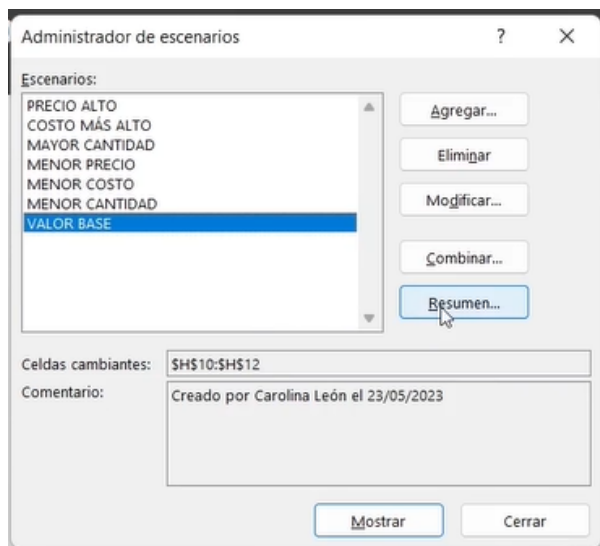 Administrador de escenarios
?
Escenarios:
PRECIO ALTO
COSTO MÁS ALTO
MAYOR CANTIDAD
MENOR PRECIO
MENOR COSTO
MENOR CANTIDAD
VALOR BASE
Agregar...
Eliminar
Modificar...
Combinar...
Resumen...
Celdas cambiantes: $H$10:$H$12
Comentario: Creado por Carolina León el 23/05/2023
Mostrar
Cerrar